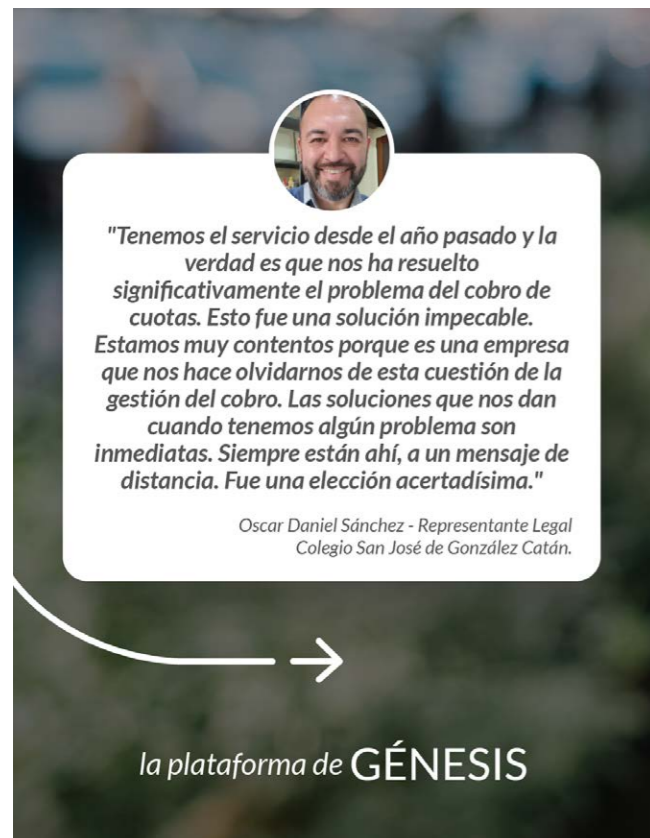 "Tenemos el servicio desde el año pasado y la
verdad es que nos ha resuelto
significativamente el problema del cobro de
cuotas. Esto fue una solución impecable.
Estamos muy contentos porque es una empresa
que nos hace olvidarnos de esta cuestión de la
gestión del cobro. Las soluciones que nos dan
cuando tenemos algún problema son
inmediatas. Siempre están ahí, a un mensaje de
distancia. Fue una elección acertadísima."
Oscar Daniel Sánchez - Representante Legal
Colegio San José de González Catán.
la plataforma de GÉNESIS